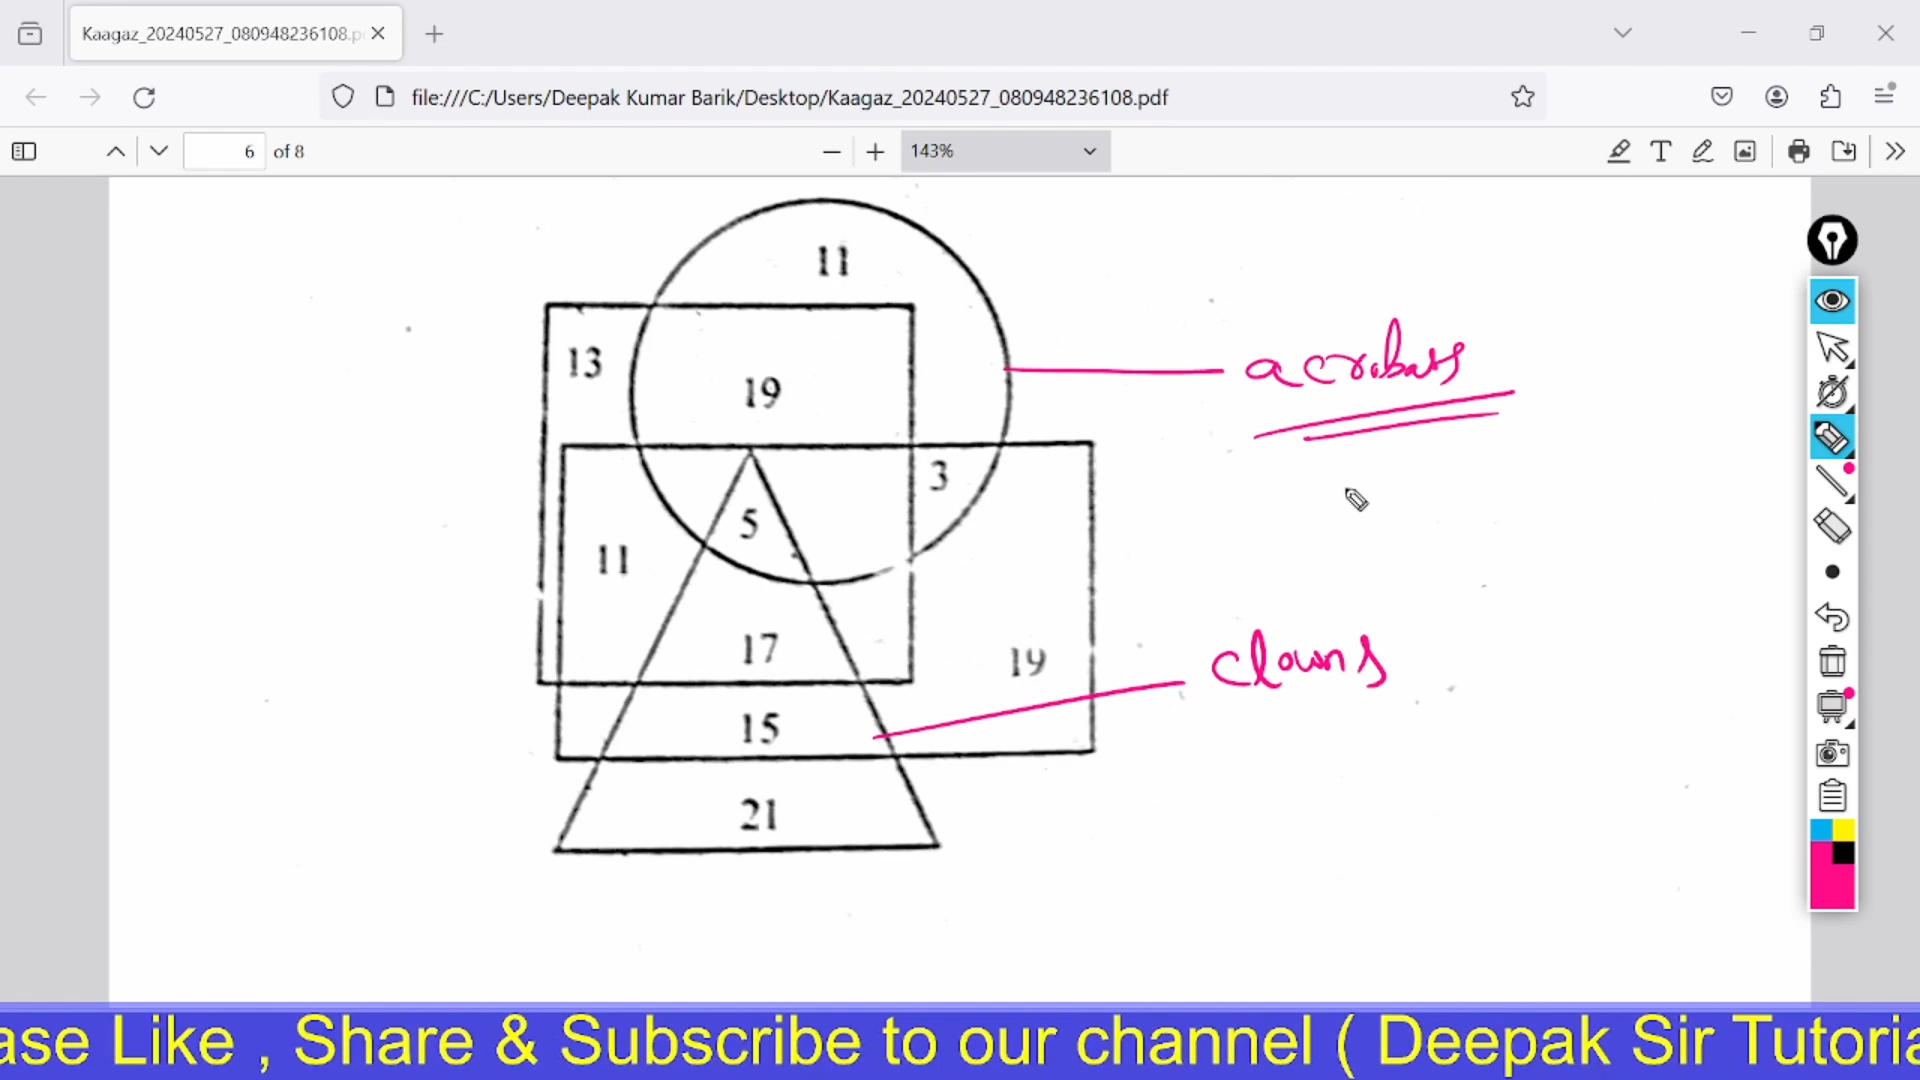 Kaagaz_20240527_080948236108.p
file:///C:/Users/Deepak Kumar Barik/Desktop/Kaagaz_20240527_080948236108.pdf
6 of 8
143%
11
13
19
acrobats
3
5
11
17
19
clowns
15
21
ase Like , Share & Subscribe to our channel ( Deepak Sir Tutoria